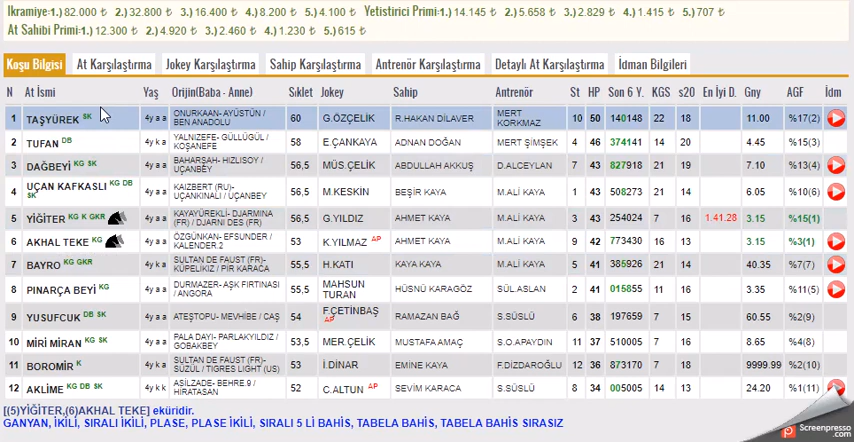 İkramiye:1.) 82.000 ₺ 2.) 32.800 ₺ 3.) 16.400 ₺ 4.) 8.200 ₺ 5.) 4.100 ₺ Yetistirici Primi:1.) 14.145 ₺ 2.) 5.658 ₺ 3.) 2.829 ₺ 4.) 1.415 ₺ 5.) 707 ₺
At Sahibi Primi:1.) 12.300 ₺ 2.) 4.920 ₺ 3.) 2.460 ₺ 4.) 1.230 ₺ 5.) 615 ₺
Koşu Bilgisi At Karşılaştırma Jokey Karşılaştırma Sahip Karşılaştırma Antrenör Karşılaştırma Detaylı At Karşılaştırma İdman Bilgileri
N At İsmi Yaş Orijin(Baba - Anne) Sıklet Jokey Sahip Antrenör St HP Son 6 Y. KGS s20 En İyi D. Gny AGF İdm
1 TAŞYÜREK SK 4y a a ONURKAAN- AYÜSTÜN / BEN ANADOLU 60 G.ÖZÇELİK R.HAKAN DİLAVER MERT KORKMAZ 10 50 140148 22 18 11.00 %17(2)
2 TUFAN DB 4y k a YALNIZEFE- GÜLLÜGÜL / KOŞANEFE 58 E.ÇANKAYA ADNAN DOĞAN MERT ŞİMŞEK 4 46 374141 14 20 4.45 %15(3)
3 DAĞBEYİ KG SK 4y a a BAHARŞAH- HIZLISOY / UÇANBEY 56,5 MÜS.ÇELİK ABDULLAH AKKUŞ D.ALCEYLAN 7 43 827918 21 19 7.10 %13(4)
4 UÇAN KAFKASLI KG DB SK 4y k a KAIZBERT (RU)- UÇANKINALI / UÇANBEY 56,5 M.KESKİN BEŞİR KAYA M.ALİ KAYA 1 43 508273 21 14 6.05 %10(6)
5 YİĞİTER KG K GKR 4y a a KAYAYÜREKLİ- DJARMINA (FR) / DJARNI DES (FR) 56,5 G.YILDIZ AHMET KAYA M.ALİ KAYA 3 43 254024 7 16 1.41.28 3.15 %15(1)
6 AKHAL TEKE KG 4y a a ÖZGÜNKAN- EFSUNDER / KALENDER.2 53 K.YILMAZ AP AHMET KAYA M.ALİ KAYA 9 42 773430 16 13 3.15 %3(1)
7 BAYRO KG GKR 4y k a SULTAN DE FAUST (FR)- KÜPELİKIZ / PIR KARACA 55,5 H.KATI KAYA KAYA M.ALİ KAYA 5 41 385926 21 14 40.35 %7(7)
8 PINARÇA BEYİ KG 4y a a DURMAZER- AŞK FIRTINASI / ANGORA 55,5 MAHSUN TURAN HÜSNÜ KARAGÖZ SÜL.ASLAN 2 41 015855 11 16 3.35 %11(5)
9 YUSUFCUK DB SK 4y a a ATEŞTOPU- MEVHİBE / CAŞ 54 F.ÇETİNBAŞ AP RAMAZAN BAĞ S.SÜSLÜ 6 38 197659 7 15 60.55 %2(9)
10 MİRİ MİRAN KG SK 4y a a PALA DAYI- PARLAKYILDIZ / GÖBAKBEY 53,5 MER.ÇELİK MUSTAFA AMAÇ S.O.APAYDIN 11 37 510006 7 14 8.65 %4(8)
11 BOROMİR K 4y k a SULTAN DE FAUST (FR)- SÜZÜL / TIGRES LIGHT (US) 53 İ.DİNAR EMİNE KAYA F.DİZDAROĞLU 12 36 873170 7 18 9999.99 %2(10)
12 AKLİME KG DB SK 4y k k ASİLZADE- BEHRE.9 / HİRATASAN 52 C.ALTUN AP SEVİM KARACA S.SÜSLÜ 8 34 005005 14 13 24.20 %1(11)
[(5)YİĞİTER,(6)AKHAL TEKE] eküridir.
GANYAN, İKİLİ, SIRALI İKİLİ, PLASE, PLASE İKİLİ, SIRALI 5 Lİ BAHİS, TABELA BAHİS, TABELA BAHİS SIRASIZ
Screenpresso
.com